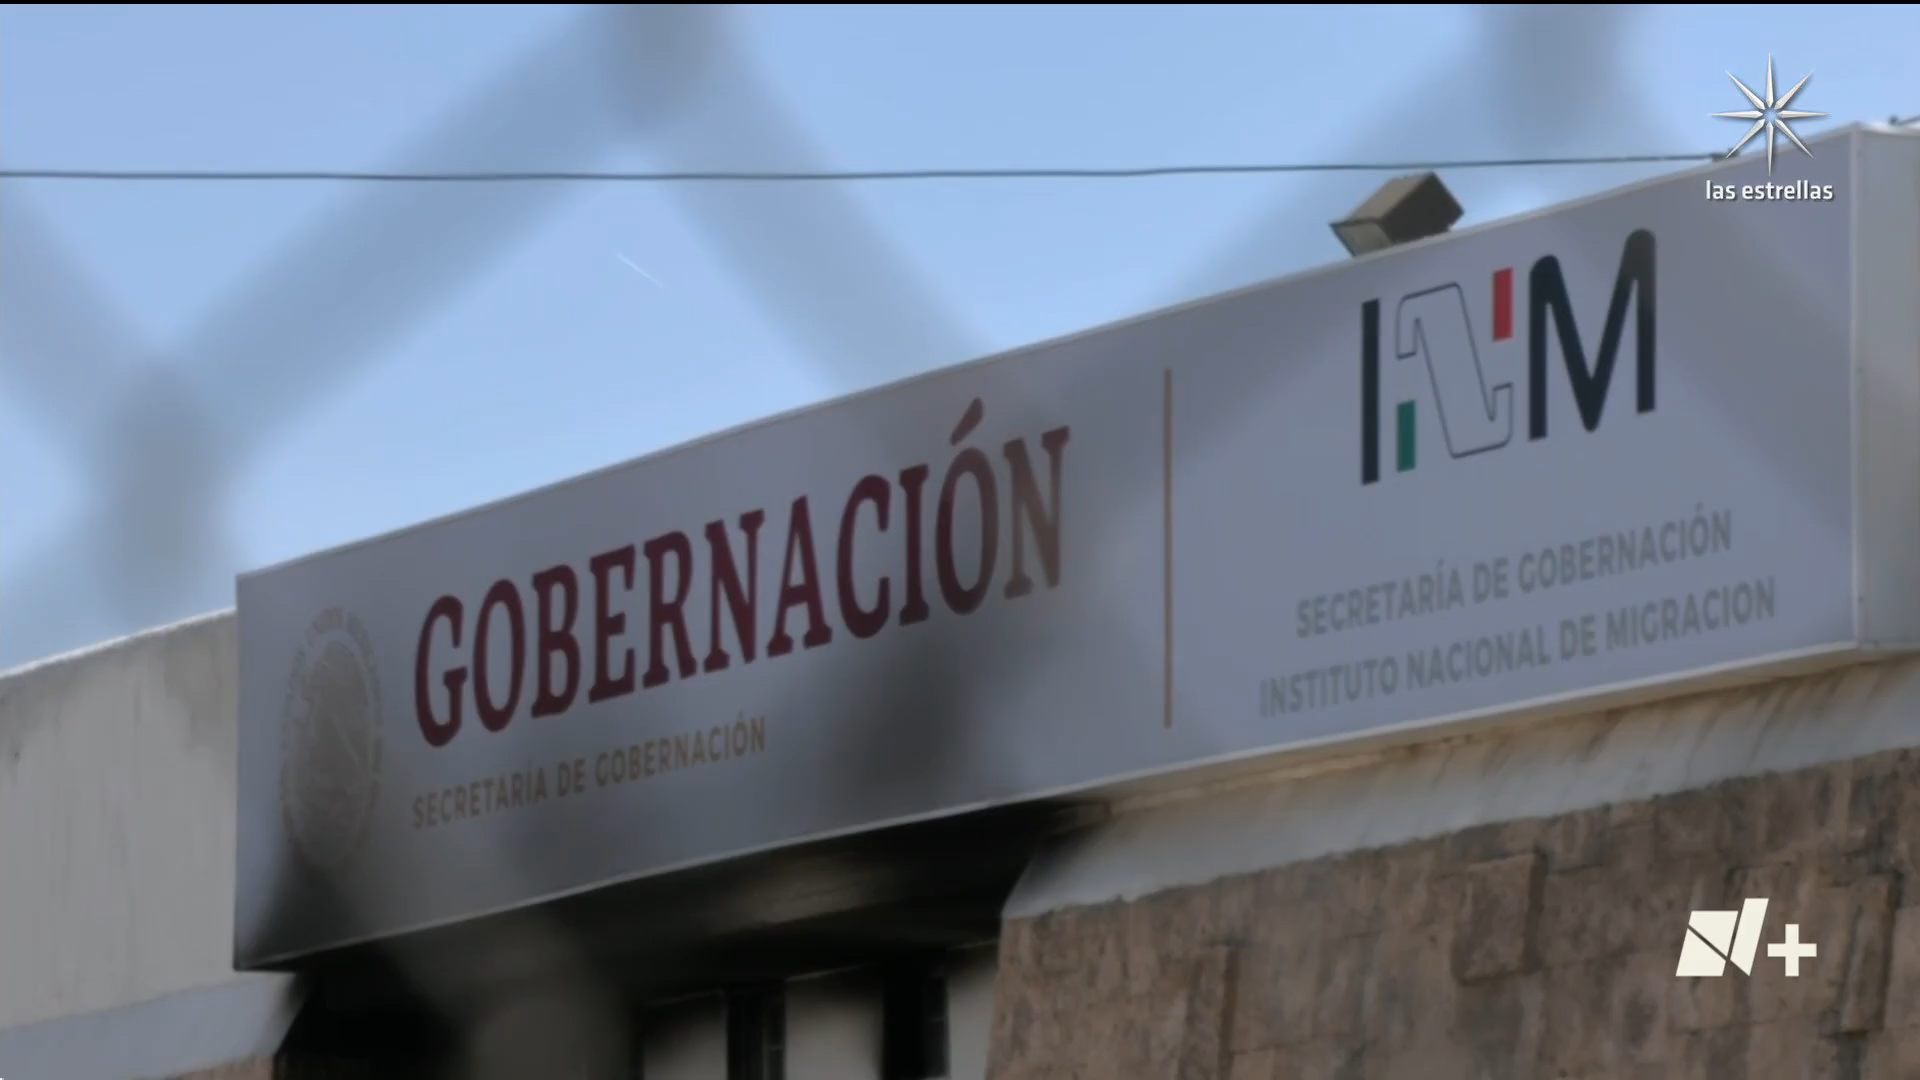 las estrellas
INM
GOBERNACIÓN
SECRETARÍA DE GOBERNACIÓN
SECRETARÍA DE GOBERNACIÓN
INSTITUTO NACIONAL DE MIGRACION
N+